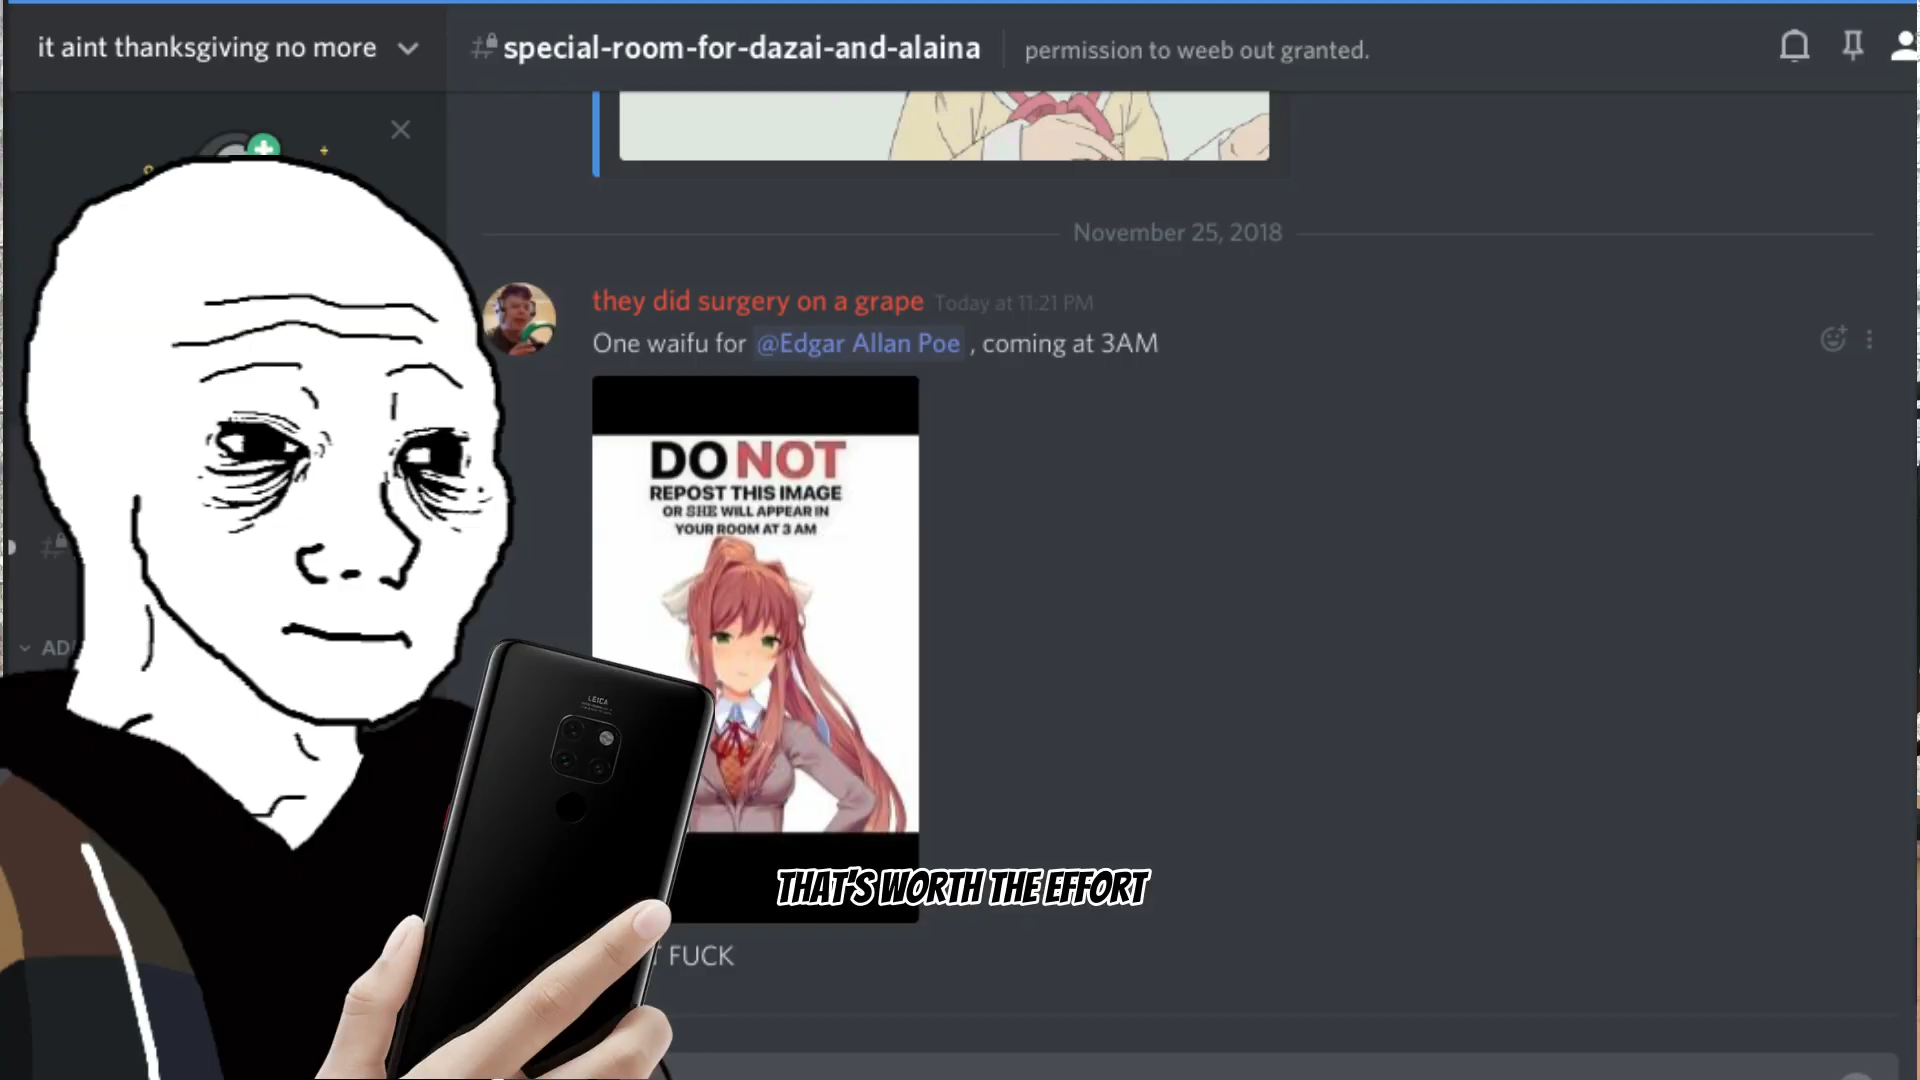 it aint thanksgiving no more
special-room-for-dazai-and-alaina
permission to weeb out granted.
November 25, 2018
they did surgery on a grape Today at 11:21 PM
One waifu for @Edgar Allan Poe , coming at 3AM
DO NOT
REPOST THIS IMAGE
OR SHE WILL APPEAR IN
YOUR ROOM AT 3 AM
AD
LEICA
THAT'S WORTH THE EFFORT
FUCK